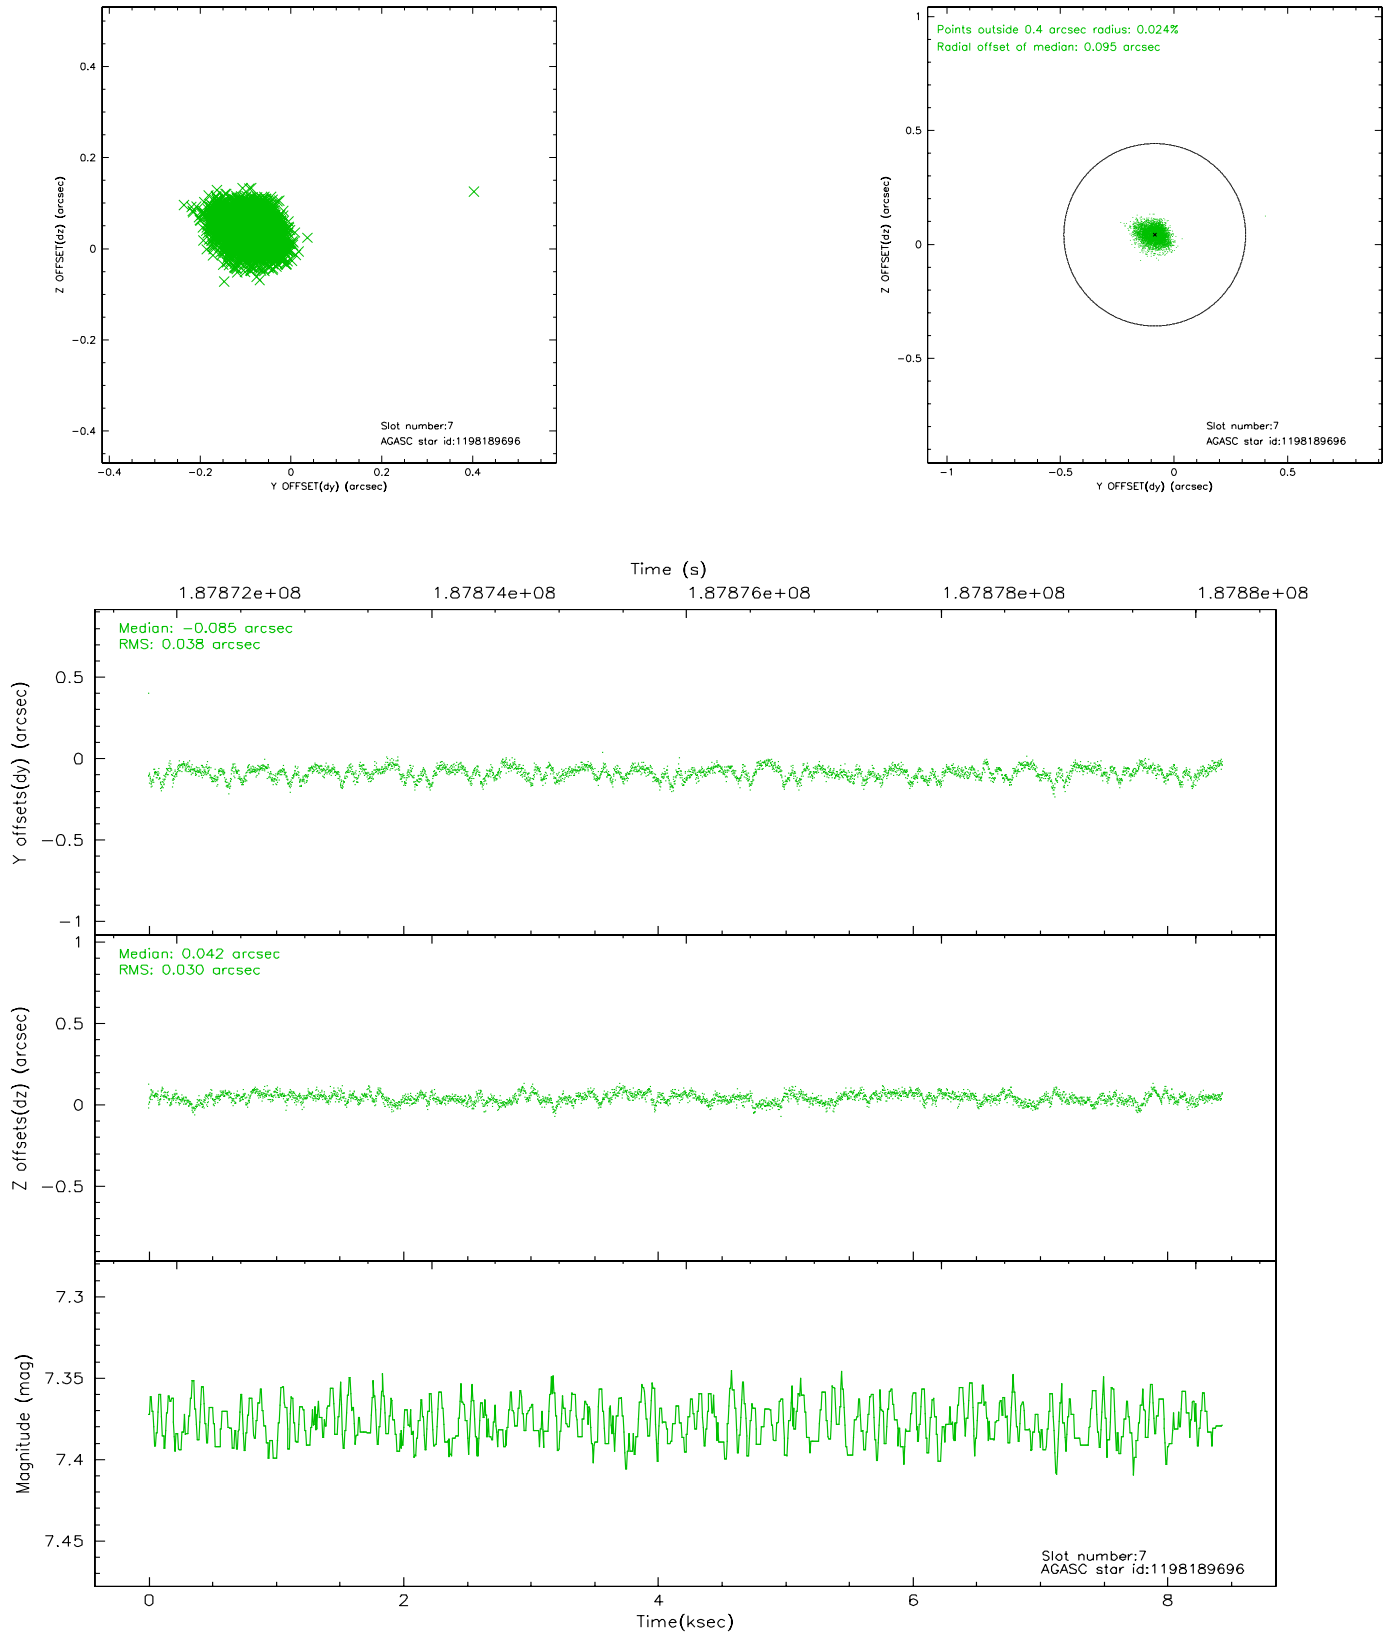 0.4
0.2
0
−0.2
−0.4
Z OFFSET(dz) (arcsec)
Slot number:7
AGASC star id:1198189696
−0.4 −0.2 0 0.2 0.4
Y OFFSET(dy) (arcsec)
Points outside 0.4 arcsec radius: 0.024%
Radial offset of median: 0.095 arcsec
1
0.5
0
−0.5
Z OFFSET(dz) (arcsec)
Slot number:7
AGASC star id:1198189696
−1 −0.5 0 0.5
Y OFFSET(dy) (arcsec)
Time (s)
1.87872e+08 1.87874e+08 1.87876e+08 1.87878e+08 1.8788e+08
Median: −0.085 arcsec
RMS: 0.038 arcsec
0.5
0
−0.5
−1
Y offsets(dy) (arcsec)
Median: 0.042 arcsec
RMS: 0.030 arcsec
1
0.5
0
−0.5
Z offsets(dz) (arcsec)
7.3
7.35
7.4
7.45
Magnitude (mag)
Slot number:7
AGASC star id:1198189696
0 2 4 6 8
Time(ksec)